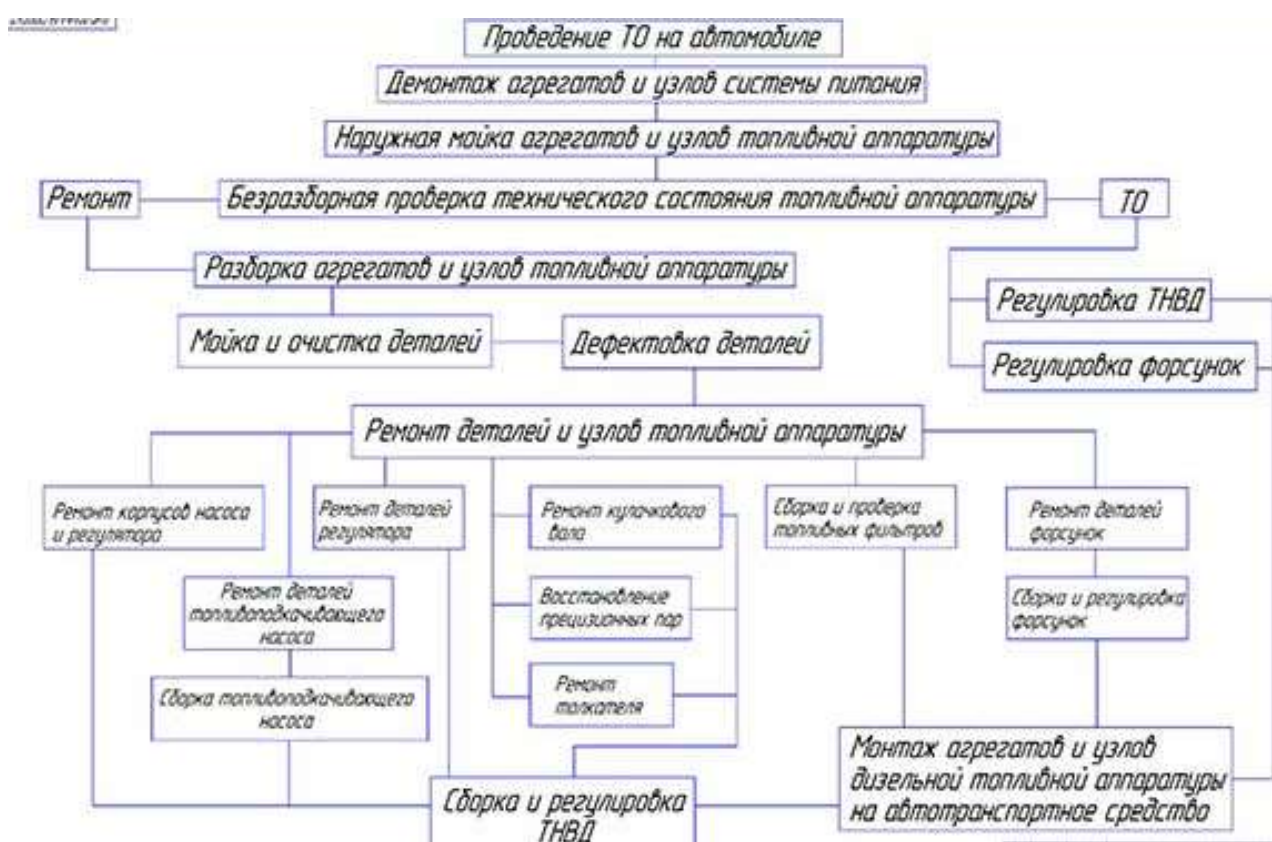 Проведение ТО на автомобиле
Демонтаж агрегатов и узлов системы питания
Наружная мойка агрегатов и узлов топливной аппаратуры
Ремонт
Безразборная проверка технического состояния топливной аппаратуры
ТО
Разборка агрегатов и узлов топливной аппаратуры
Регулировка ТНВД
Мойка и очистка деталей
Дефектовка деталей
Регулировка форсунок
Ремонт деталей и узлов топливной аппаратуры
Ремонт корпусов насоса
и регулятора
Ремонт деталей
регулятора
Ремонт кулачкового
вала
Сборка и проверка
топливных фильтров
Ремонт деталей
форсунок
Ремонт деталей
топливоподкачивающего
насоса
Восстановление
прецизионных пар
Сборка и регулировка
форсунок
Сборка топливоподкачивающего
насоса
Ремонт
толкателя
Монтаж агрегатов и узлов
дизельной топливной аппаратуры
на автотранспортное средство
Сборка и регулировка
ТНВД